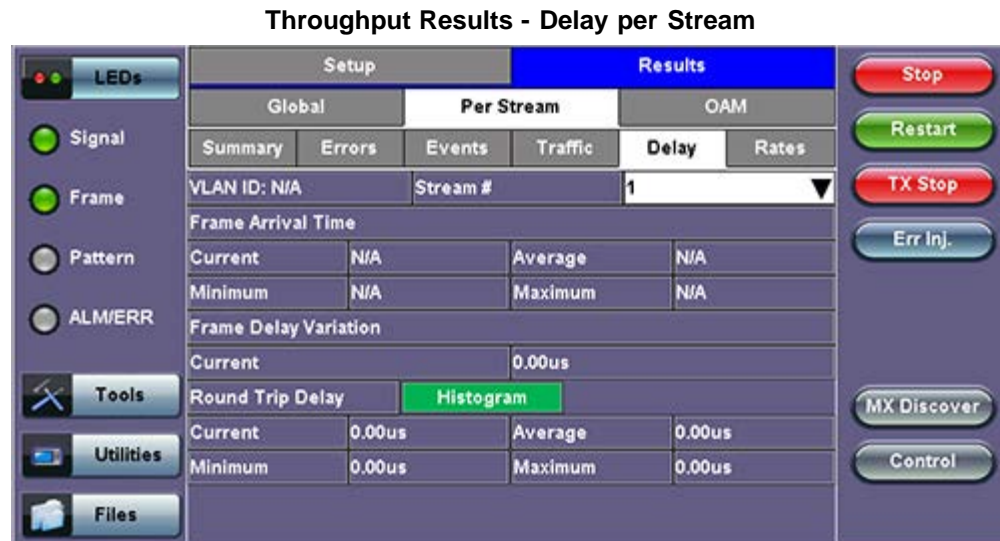 Throughput Results - Delay per Stream
LEDs
Signal
Frame
Pattern
ALM/ERR
Tools
Utilities
Files
Setup Results
Global Per Stream OAM
Summary Errors Events Traffic Delay Rates
VLAN ID: N/A Stream # 1
Frame Arrival Time
Current N/A Average N/A
Minimum N/A Maximum N/A
Frame Delay Variation
Current 0.00us
Round Trip Delay Histogram
Current 0.00us Average 0.00us
Minimum 0.00us Maximum 0.00us
Stop
Restart
TX Stop
Err Inj.
MX Discover
Control